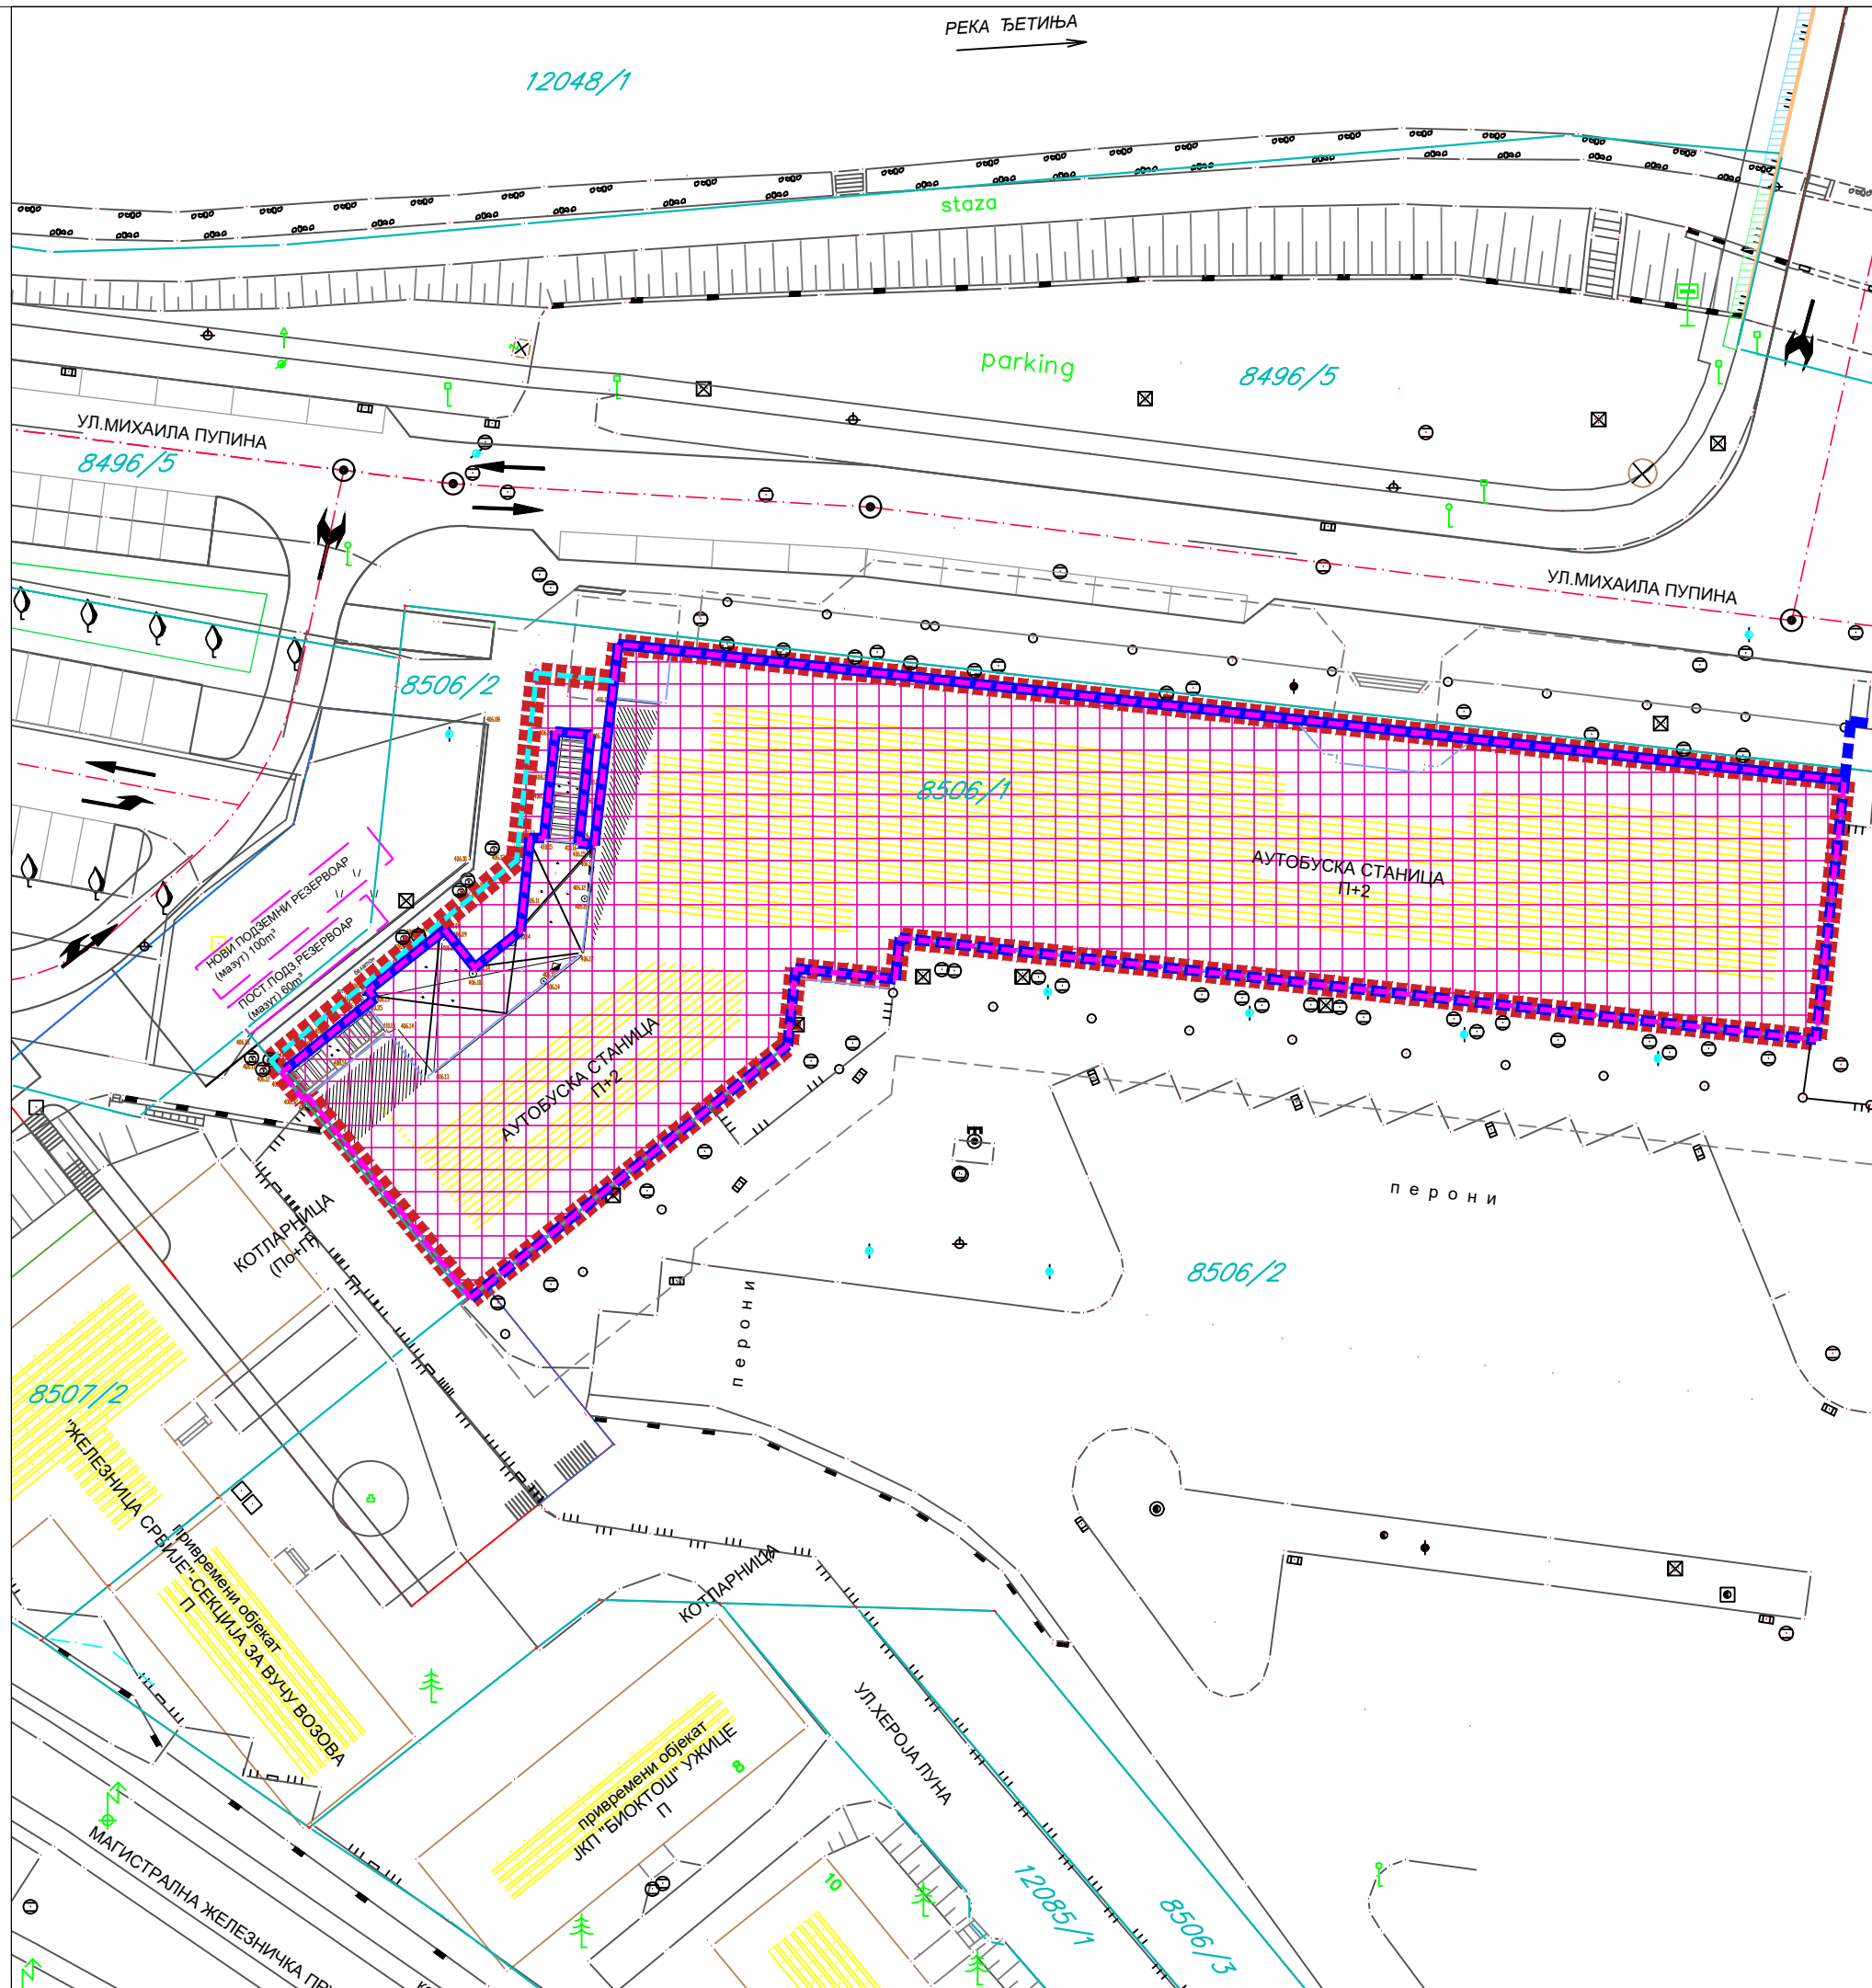 РЕКА ЂЕТИЊА
12048/1
staza
parking
8496/5
УЛ.МИХАИЛА ПУПИНА
8496/5
УЛ.МИХАИЛА ПУПИНА
8506/2
8506/1
АУТОБУСКА СТАНИЦА
П+2
НОВИ ПОДЗЕМНИ РЕЗЕРВОАР
(мазут) 100m³
ПОСТ.ПОДЗ.РЕЗЕРВОАР
(мазут) 60m³
АУТОБУСКА СТАНИЦА
П+2
КОТЛАРНИЦА
(По+П)
перони
перони
8506/2
8507/2
"ЖЕЛЕЗНИЦА СРБИЈЕ"-СЕКЦИЈА ЗА ВУЧУ ВОЗОВА
П
привремени објекат
КОТЛАРНИЦА
УЛ.ХЕРОЈА ЛУНА
привремени објекат
ЈКП "БИОКТОШ" УЖИЦЕ
П
8
10
12085/1
8506/3
МАГИСТРАЛНА ЖЕЛЕЗНИЧКА